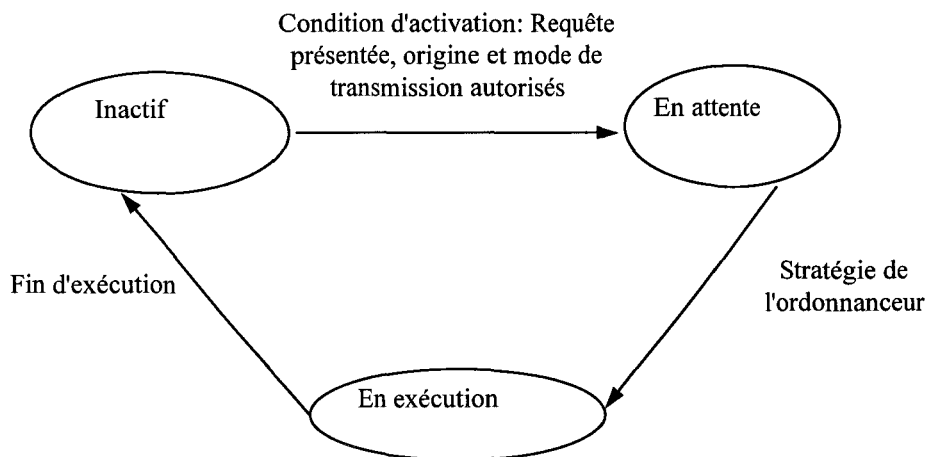 Condition d'activation: Requête
présentée, origine et mode de
transmission autorisés
Inactif
En attente
Fin d'exécution
Stratégie de
l'ordonnanceur
En exécution